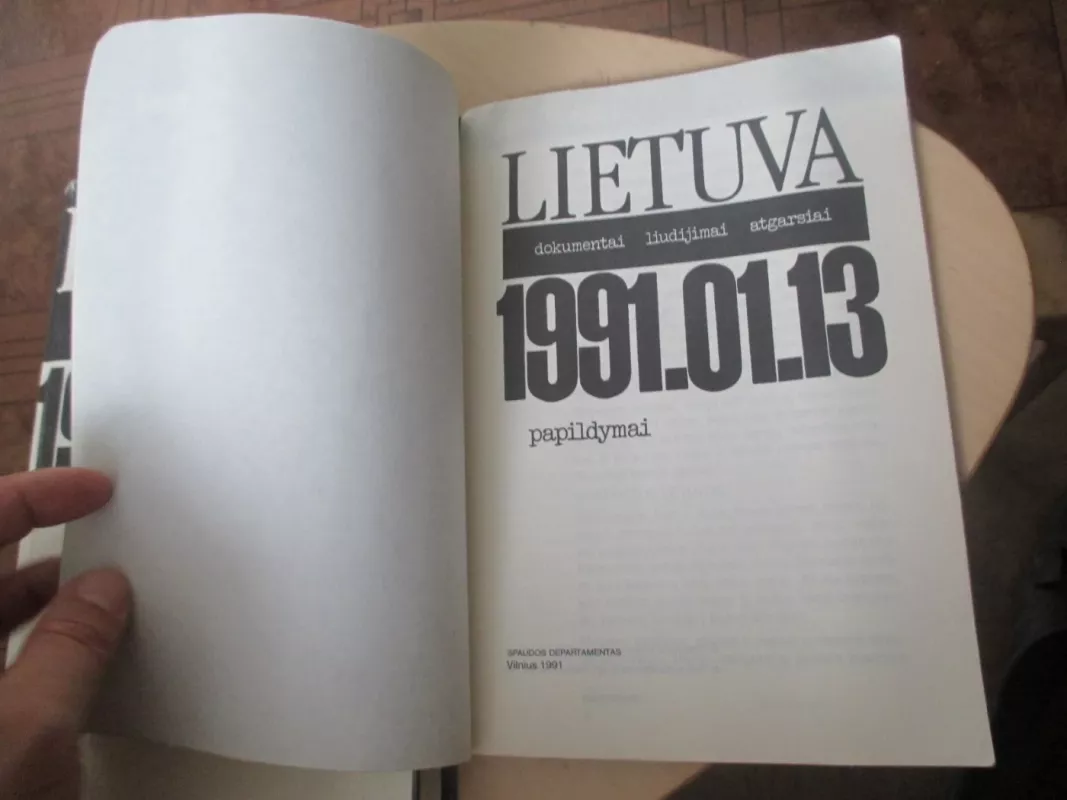 LIETUVA
dokumentai liudijimai atgarsiai
1991.01.13
papildymai
SPAUDOS DEPARTAMENTAS
Vilnius 1991